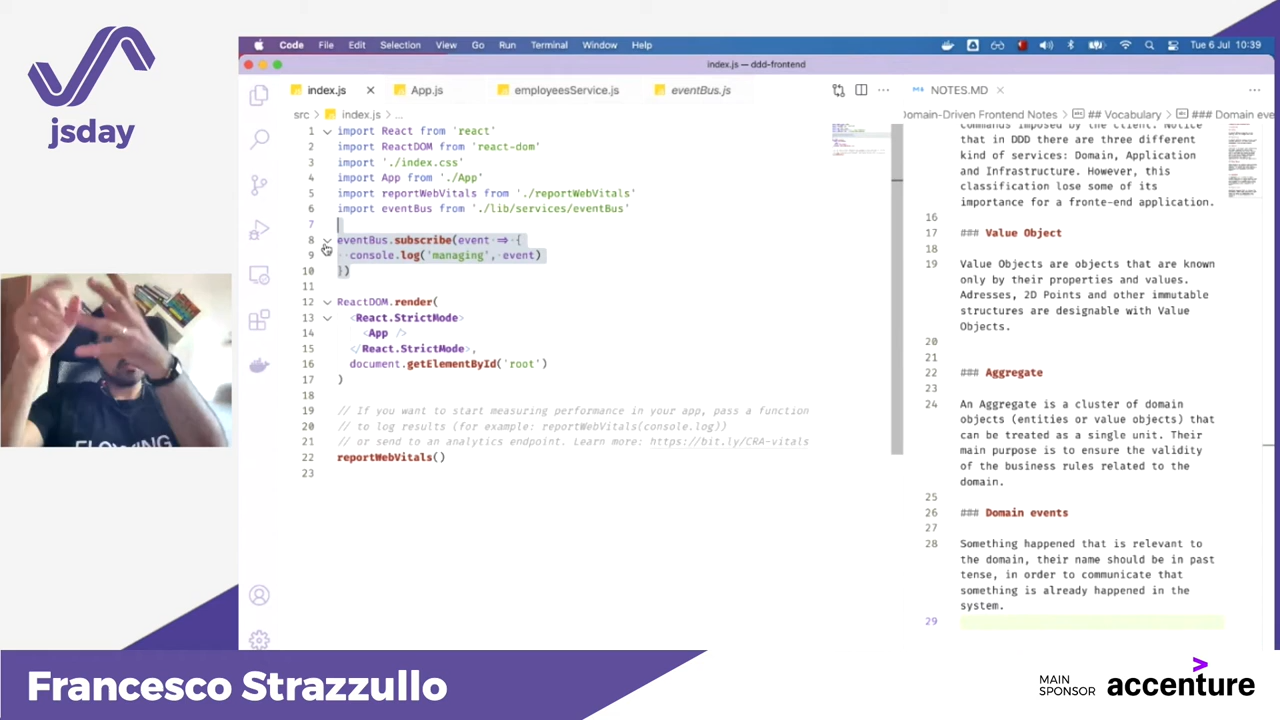 jsday
Code File Edit Selection View Go Run Terminal Window Help
Tue 6 Jul 10:39
index.js — ddd-frontend
index.js App.js employeesService.js eventBus.js
NOTES.MD
src > index.js > ...
Domain-Driven Frontend Notes > ## Vocabulary > ### Domain eve
1 import React from 'react'
2 import ReactDOM from 'react-dom'
3 import './index.css'
4 import App from './App'
5 import reportWebVitals from './reportWebVitals'
6 import eventBus from './lib/services/eventBus'
7
8 eventBus.subscribe(event => {
9 console.log('managing', event)
10 })
11
12 ReactDOM.render(
13 <React.StrictMode>
14 <App />
15 </React.StrictMode>,
16 document.getElementById('root')
17 )
18
19 // If you want to start measuring performance in your app, pass a function
20 // to log results (for example: reportWebVitals(console.log))
21 // or send to an analytics endpoint. Learn more: https://bit.ly/CRA-vitals
22 reportWebVitals()
23
commands imposed by the client. Notice
that in DDD there are three different
kind of services: Domain, Application
and Infrastructure. However, this
classification lose some of its
importance for a fronte-end application.
16
17 ### Value Object
18
19 Value Objects are objects that are known
only by their properties and values.
Adresses, 2D Points and other immutable
structures are designable with Value
Objects.
20
21
22 ### Aggregate
23
24 An Aggregate is a cluster of domain
objects (entities or value objects) that
can be treated as a single unit. Their
main purpose is to ensure the validity
of the business rules related to the
domain.
25
26 ### Domain events
27
28 Something happened that is relevant to
the domain, their name should be in past
tense, in order to communicate that
something is already happened in the
system.
29
Francesco Strazzullo
MAIN
SPONSOR
accenture